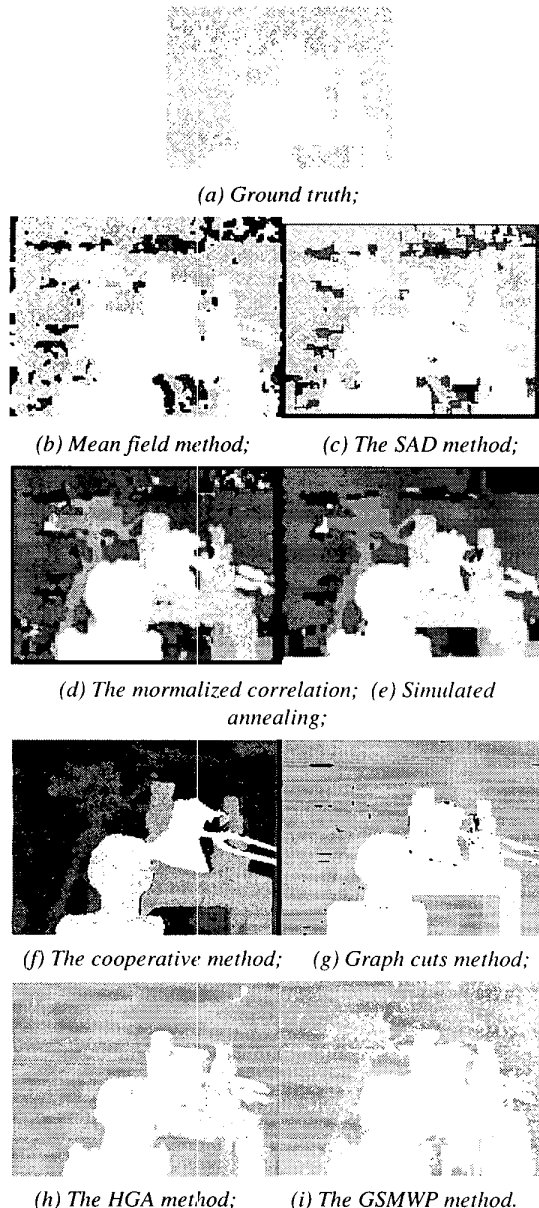 (a) Ground truth;
(b) Mean field method; (c) The SAD method;
(d) The mormalized correlation; (e) Simulated
annealing;
(f) The cooperative method; (g) Graph cuts method;
(h) The HGA method; (i) The GSMWP method.